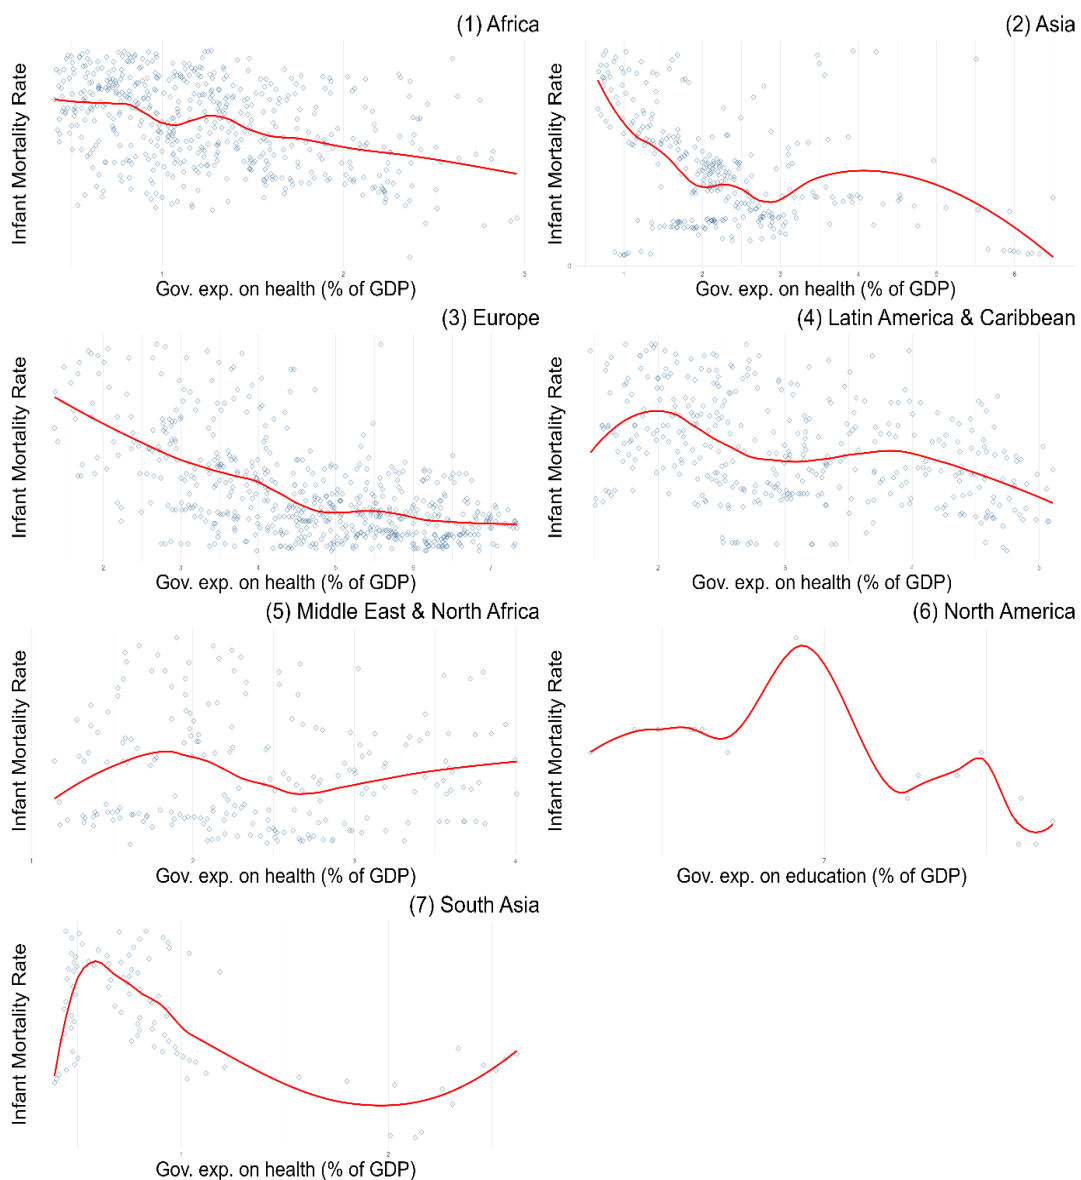 (1) Africa
Infant Mortality Rate
1 2 3
Gov. exp. on health (% of GDP)
(2) Asia
Infant Mortality Rate
0
1 2 3 4 5 6
Gov. exp. on health (% of GDP)
(3) Europe
Infant Mortality Rate
2 3 4 5 6 7
Gov. exp. on health (% of GDP)
(4) Latin America & Caribbean
Infant Mortality Rate
2 3 4 5
Gov. exp. on health (% of GDP)
(5) Middle East & North Africa
Infant Mortality Rate
1 2 3 4
Gov. exp. on health (% of GDP)
(6) North America
Infant Mortality Rate
7
Gov. exp. on education (% of GDP)
(7) South Asia
Infant Mortality Rate
1 2
Gov. exp. on health (% of GDP)